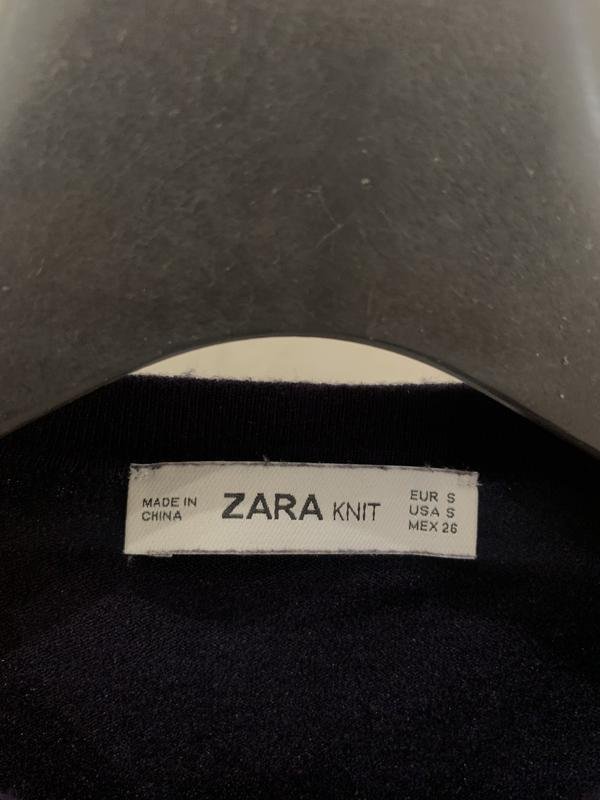 MADE IN
CHINA
ZARA KNIT
EUR S
USA S
MEX 26